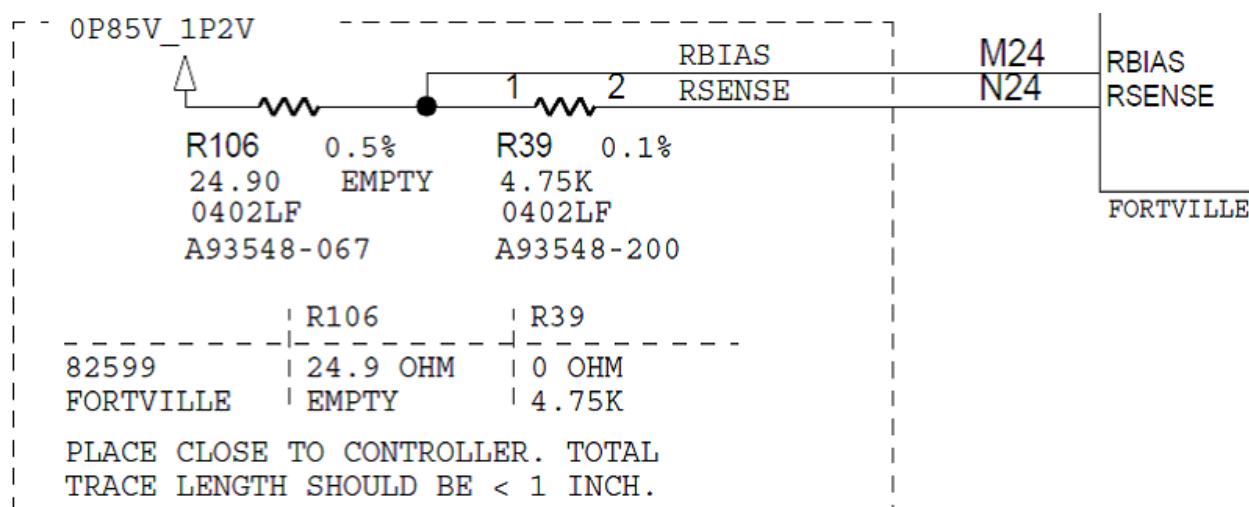 0P85V_1P2V
RBIAS M24 RBIAS
1 2 RSENSE N24 RSENSE
R106 0.5% R39 0.1%
24.90 EMPTY 4.75K
0402LF 0402LF
FORTVILLE
A93548-067 A93548-200
R106 R39
82599 24.9 OHM 0 OHM
FORTVILLE EMPTY 4.75K
PLACE CLOSE TO CONTROLLER. TOTAL
TRACE LENGTH SHOULD BE < 1 INCH.